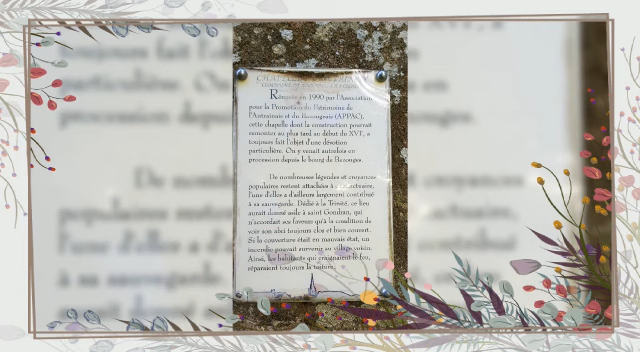 Rénovée en 1990 par l'Association
pour la Promotion du Patrimoine de
l'Antrainais et du Bazougeais (APPAC),
cette chapelle dont la construction pourrait
remonter au plus tard au début du XVIᵉ, a
toujours fait l'objet d'une dévotion
particulière. On y venait autrefois en
procession depuis le bourg de Bazouges.
De nombreuses légendes et croyances
populaires restent attachées à ce sanctuaire,
l'une d'elles a d'ailleurs contribué
à sa sauvegarde. Dédié à la Trinité, ce lieu
aurait donné asile à saint Gondran, qui
n'accordait ses faveurs qu'à la condition de
voir son abri toujours clos et bien couvert.
Si la couverture était en mauvais état, un
incendie pouvait survenir au village voisin.
Ainsi, les habitants qui craignaient le feu,
réparaient toujours la toiture.